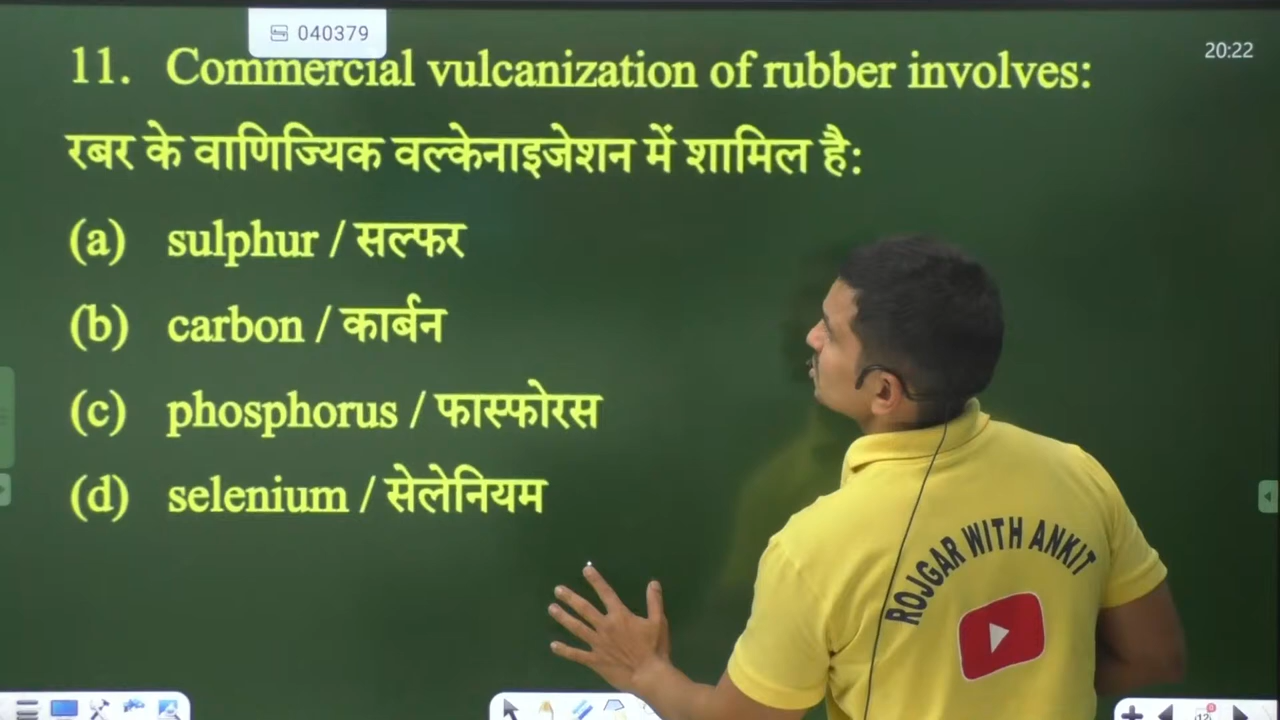 040379
20:22
11. Commercial vulcanization of rubber involves:
रबर के वाणिज्यिक वल्केनाइजेशन में शामिल है:
(a) sulphur / सल्फर
(b) carbon / कार्बन
(c) phosphorus / फास्फोरस
(d) selenium / सेलेनियम
ROJGAR WITH ANKIT